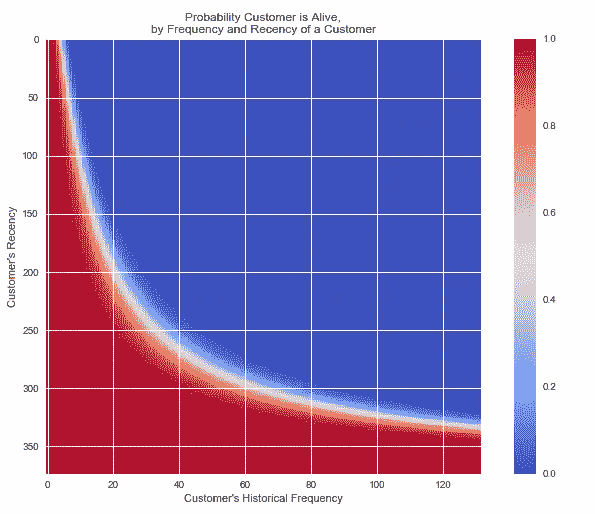 Probability Customer is Alive,
by Frequency and Recency of a Customer
0
50
100
150
200
250
300
350
Customer's Recency
0 20 40 60 80 100 120
Customer's Historical Frequency
1.0
0.8
0.6
0.4
0.2
0.0